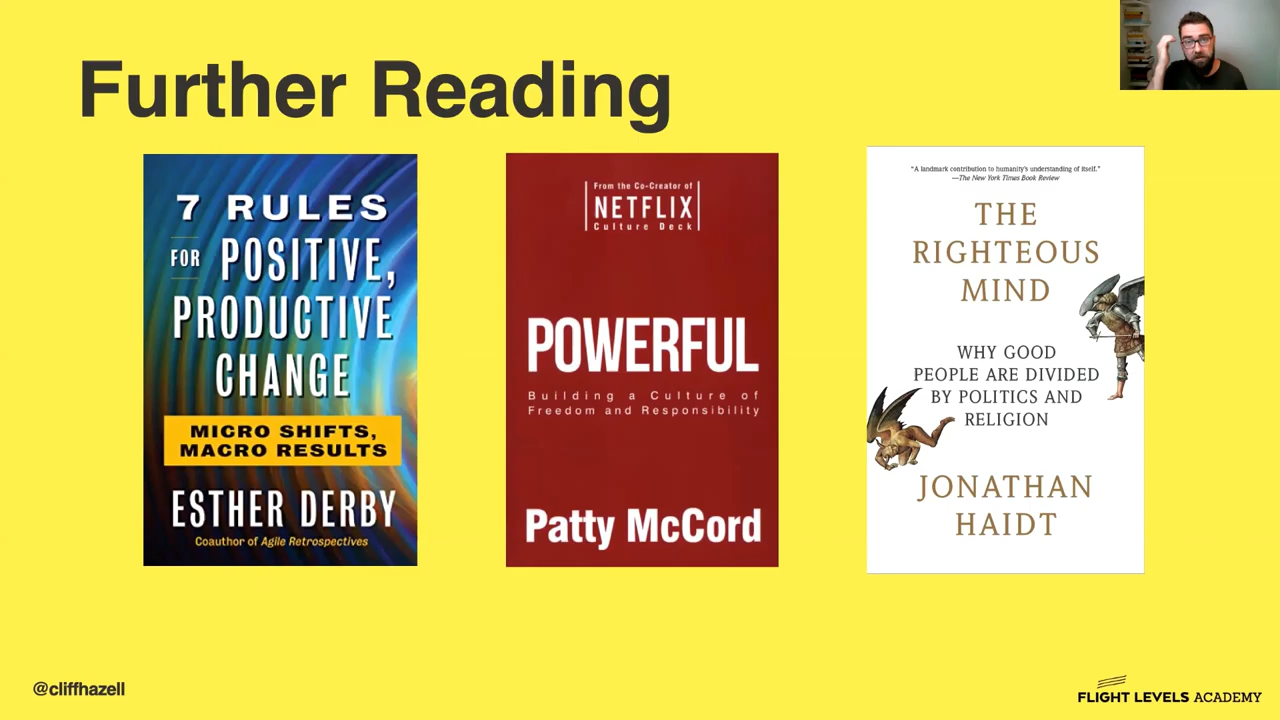 Further Reading
7 RULES
FOR POSITIVE,
PRODUCTIVE
CHANGE
MICRO SHIFTS,
MACRO RESULTS
ESTHER DERBY
Coauthor of Agile Retrospectives
From the Co-Creator of
NETFLIX
Culture Deck
POWERFUL
Building a Culture of
Freedom and Responsibility
Patty McCord
“A landmark contribution to humanity's understanding of itself.”
—The New York Times Book Review
THE
RIGHTEOUS
MIND
WHY GOOD
PEOPLE ARE DIVIDED
BY POLITICS AND
RELIGION
JONATHAN
HAIDT
@cliffhazell
FLIGHT LEVELS ACADEMY